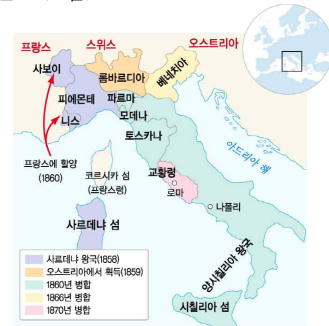 프랑스
스위스
오스트리아
사보이
롬바르디아
베네치아
피에몬테
파르마
모데나
니스
토스카나
아드리아 해
프랑스에 할양
(1860)
코르시카 섬
(프랑스령)
교황령
로마
나폴리
사르데냐 섬
양시칠리아 왕국
시칠리아 섬
사르데냐 왕국(1858)
오스트리아에서 획득(1859)
1860년 병합
1866년 병합
1870년 병합